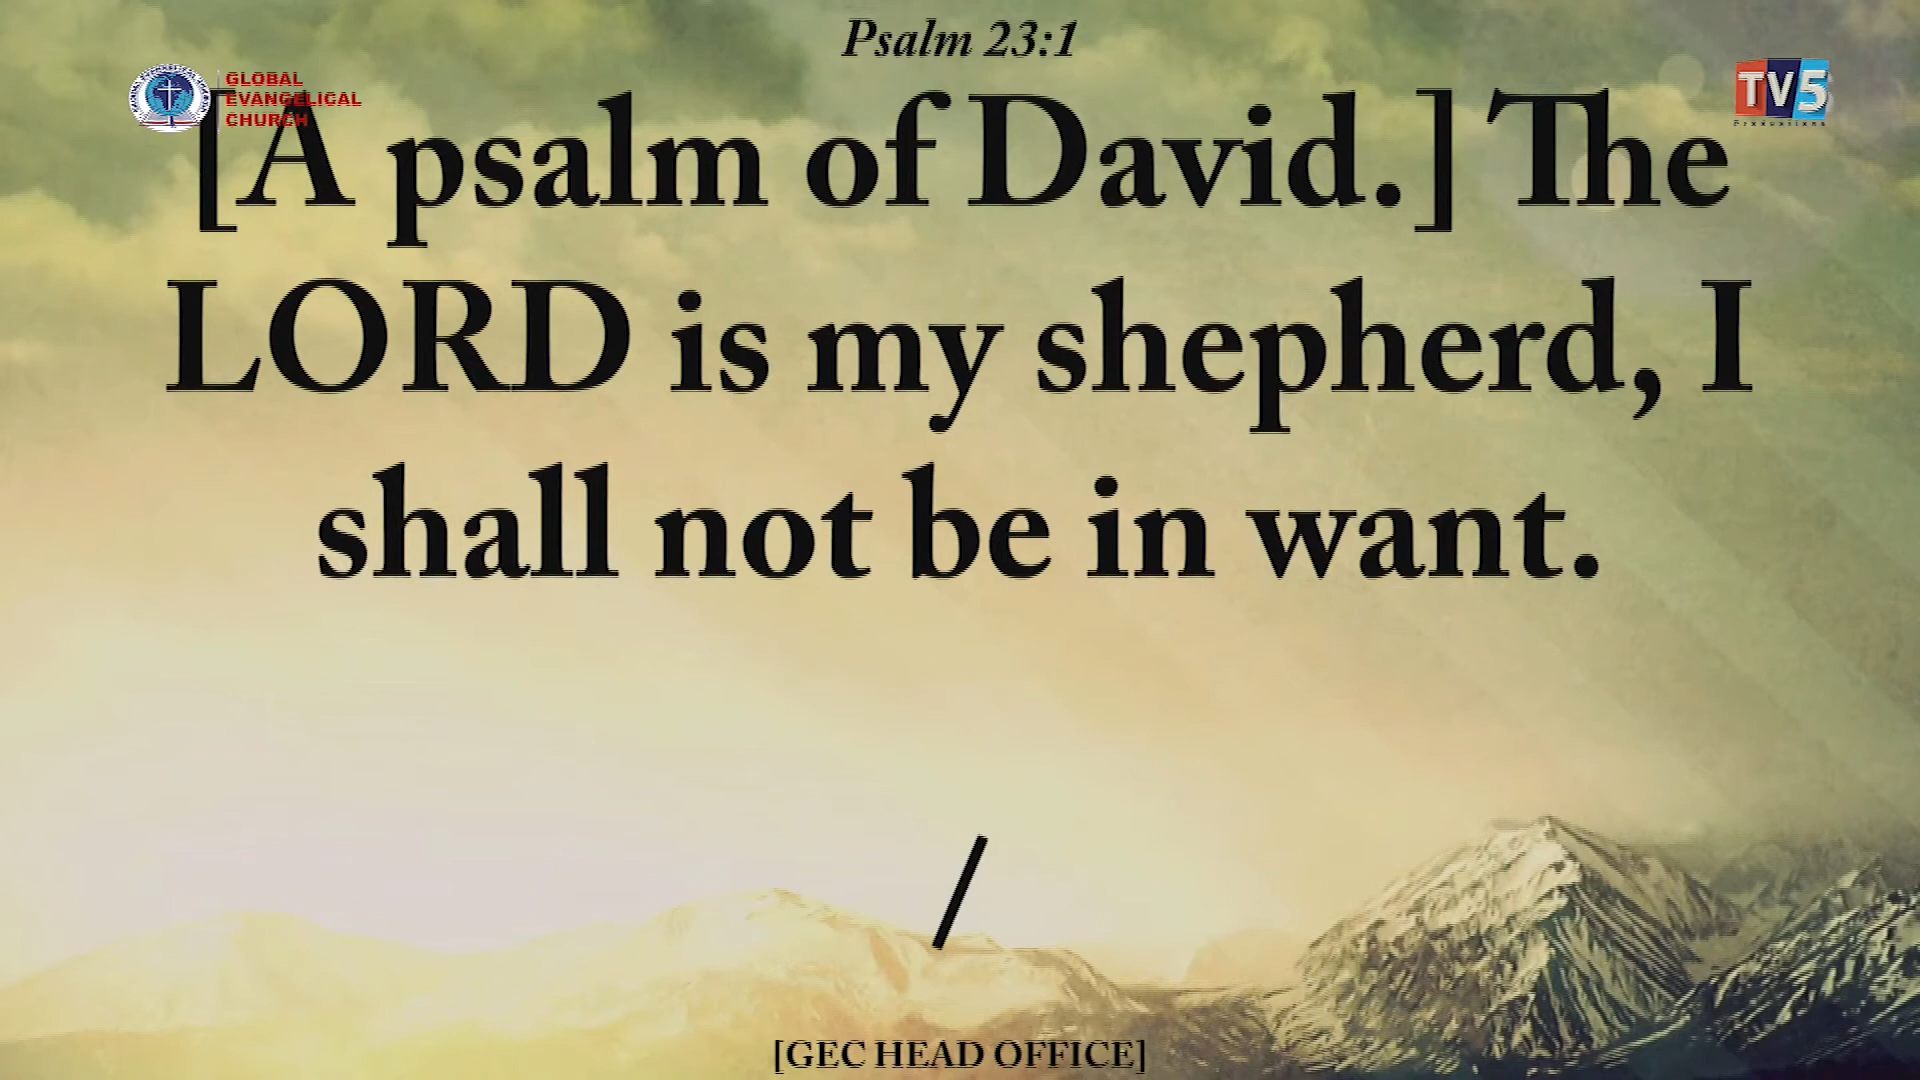 Psalm 23:1
GLOBAL
EVANGELICAL
CHURCH
TV5
Productions
[A psalm of David.] The
LORD is my shepherd, I
shall not be in want.
/
[GEC HEAD OFFICE]